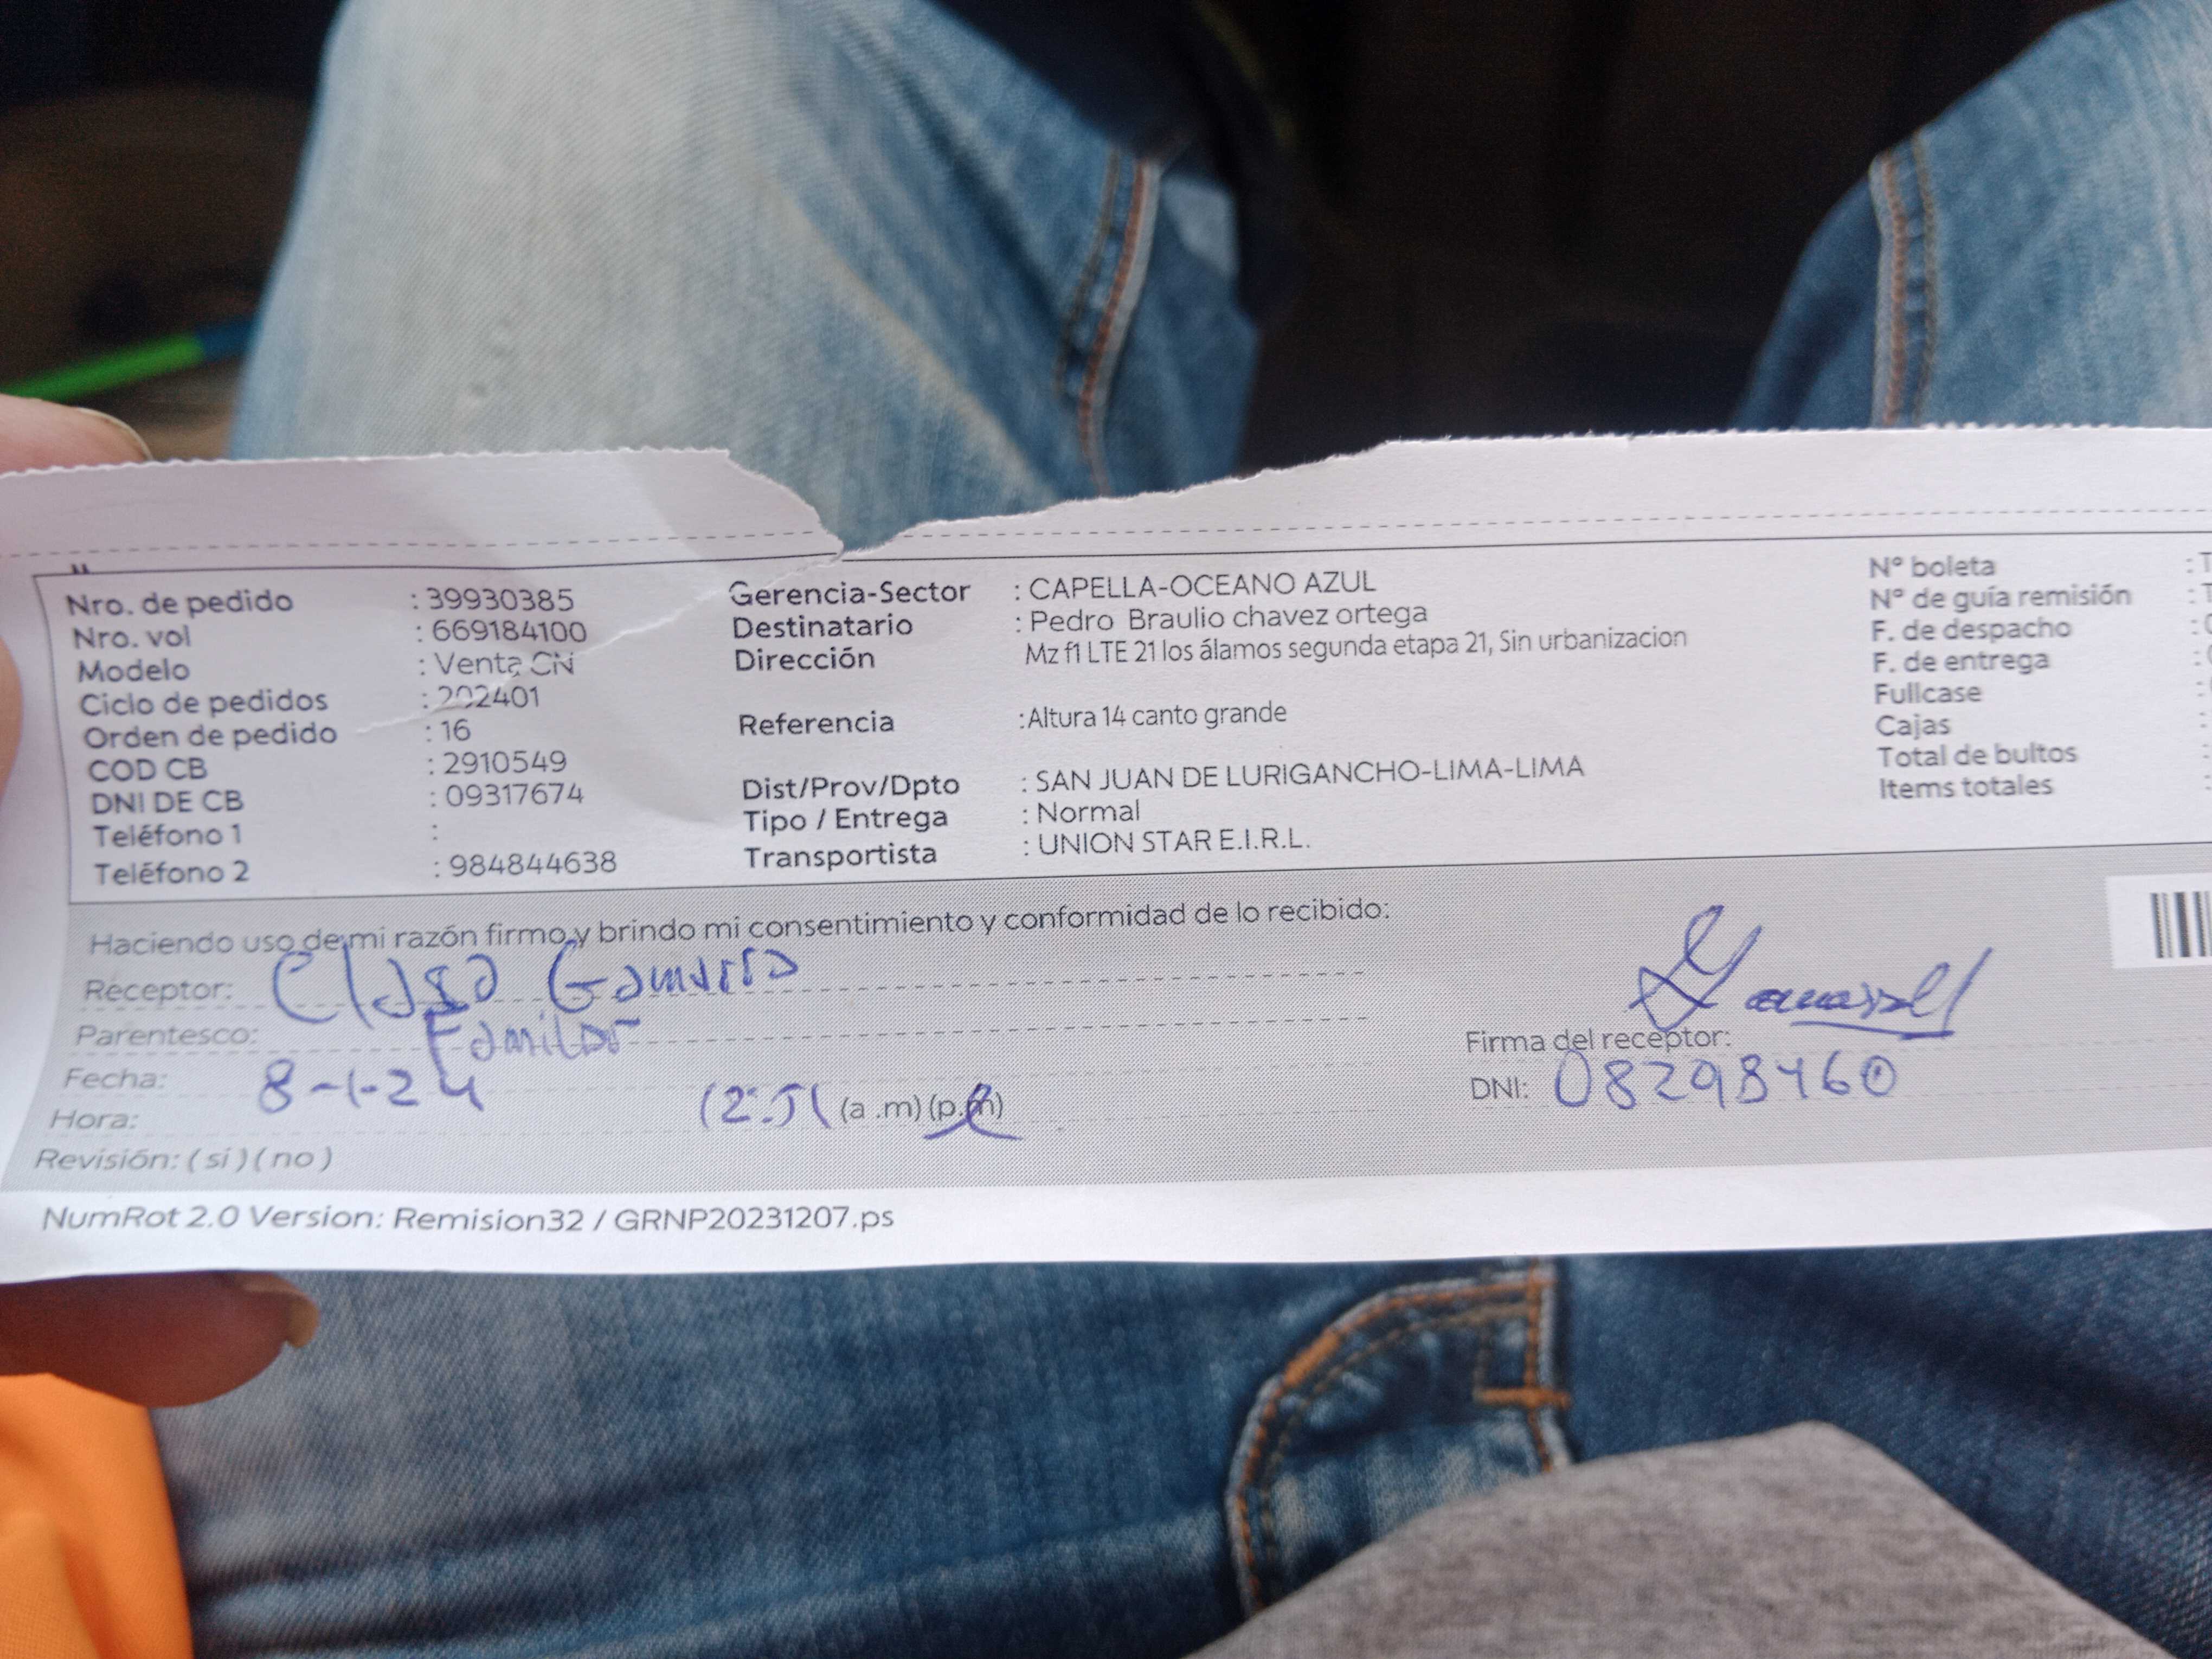 Nro. de pedido : 39930385
Nro. vol : 669184100
Modelo : Venta CN
Ciclo de pedidos : 202401
Orden de pedido : 16
COD CB : 2910549
DNI DE CB : 09317674
Teléfono 1 :
Teléfono 2 : 984844638
Gerencia-Sector : CAPELLA-OCEANO AZUL
Destinatario : Pedro Braulio chavez ortega
Dirección Mz f1 LTE 21 los álamos segunda etapa 21, Sin urbanizacion
Referencia :Altura 14 canto grande
Dist/Prov/Dpto : SAN JUAN DE LURIGANCHO-LIMA-LIMA
Tipo / Entrega : Normal
Transportista : UNION STAR E.I.R.L.
N° boleta : T
N° de guía remisión : T
F. de despacho :
F. de entrega :
Fullcase :
Cajas :
Total de bultos :
Items totales :
Haciendo uso de mi razón firmo y brindo mi consentimiento y conformidad de lo recibido:
Receptor: Gamarra
Parentesco: Familiar
Fecha: 8-1-24
Hora: 12:51 (a .m) (p.m)
Revisión: ( si ) ( no )
Firma del receptor:
DNI: 08298460
NumRot 2.0 Version: Remision32 / GRNP20231207.ps